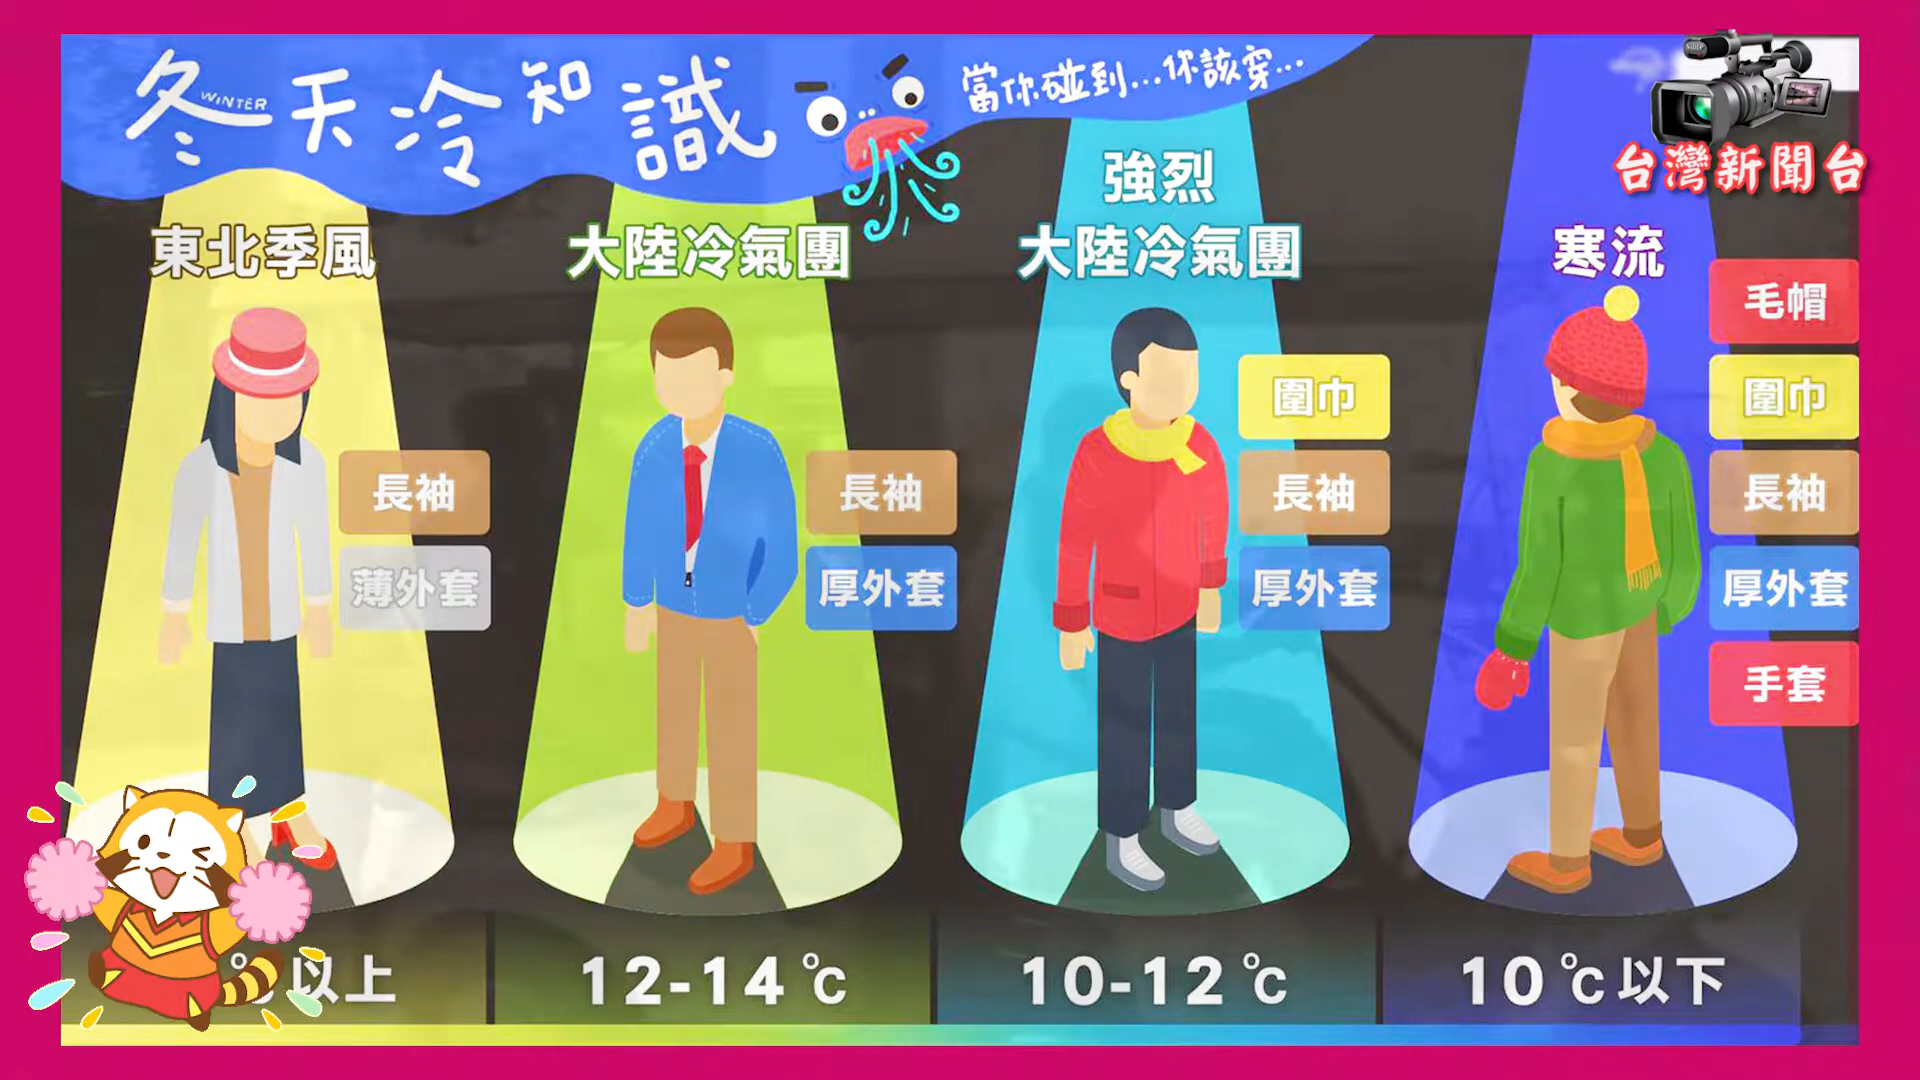 冬天冷知識
WINTER
當你碰到...你該穿...
SONY
台灣新聞台
東北季風
長袖
薄外套
℃以上
大陸冷氣團
長袖
厚外套
12-14℃
強烈
大陸冷氣團
圍巾
長袖
厚外套
10-12℃
寒流
毛帽
圍巾
長袖
厚外套
手套
10℃以下